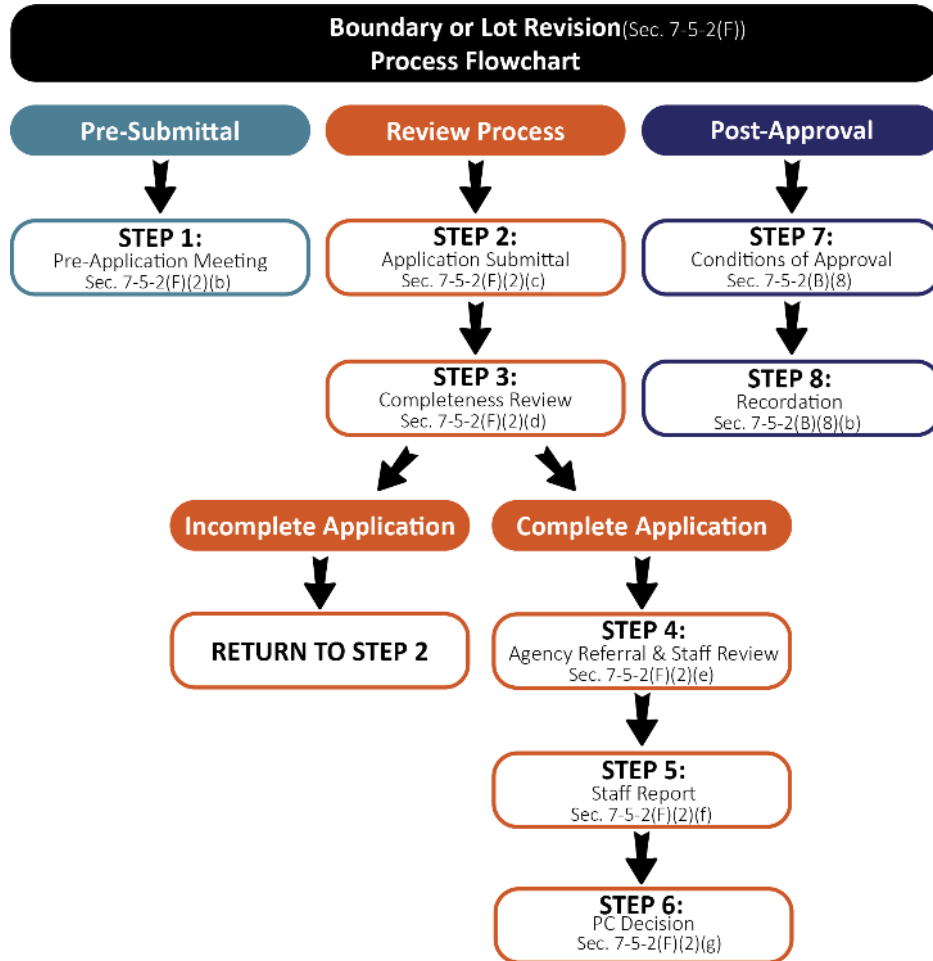 Boundary or Lot Revision(Sec. 7-5-2(F))
Process Flowchart
Pre-Submittal
STEP 1:
Pre-Application Meeting
Sec. 7-5-2(F)(2)(b)
Review Process
STEP 2:
Application Submittal
Sec. 7-5-2(F)(2)(c)
STEP 3:
Completeness Review
Sec. 7-5-2(F)(2)(d)
Incomplete Application
RETURN TO STEP 2
Complete Application
STEP 4:
Agency Referral & Staff Review
Sec. 7-5-2(F)(2)(e)
STEP 5:
Staff Report
Sec. 7-5-2(F)(2)(f)
STEP 6:
PC Decision
Sec. 7-5-2(F)(2)(g)
Post-Approval
STEP 7:
Conditions of Approval
Sec. 7-5-2(B)(8)
STEP 8:
Recordation
Sec. 7-5-2(B)(8)(b)